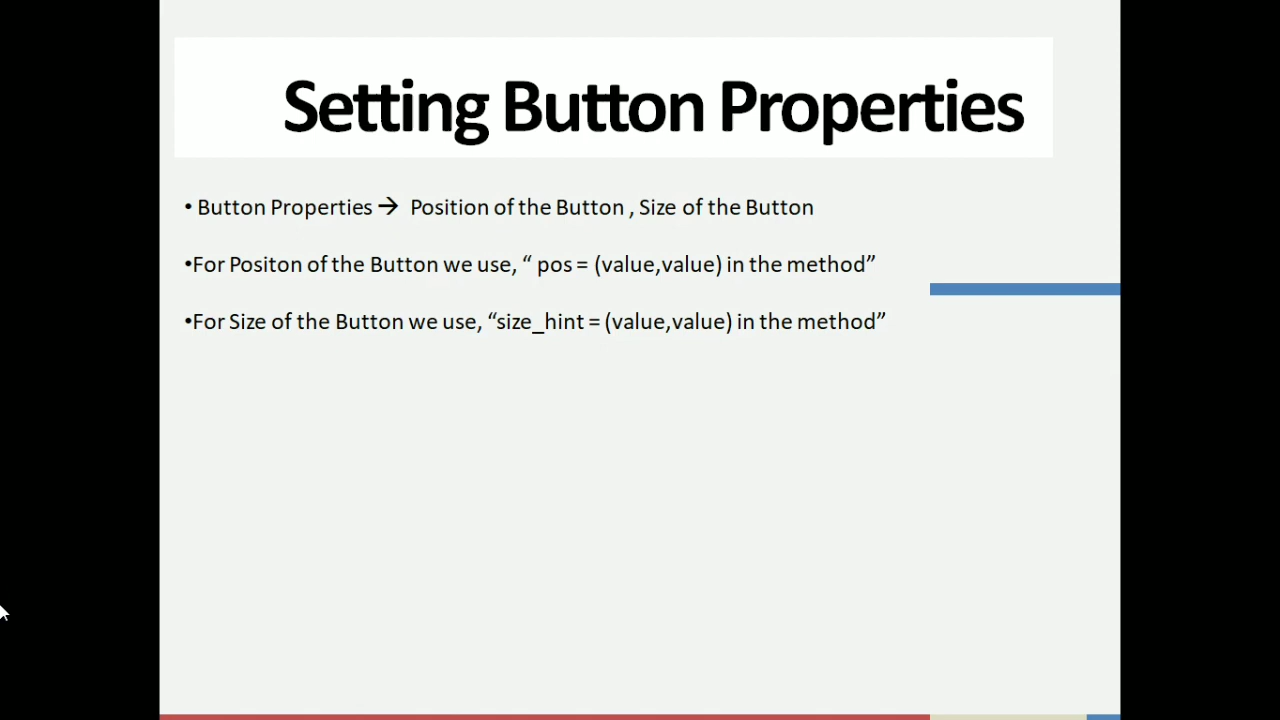 Setting Button Properties
• Button Properties → Position of the Button , Size of the Button
•For Positon of the Button we use, “ pos = (value,value) in the method”
•For Size of the Button we use, “size_hint = (value,value) in the method”